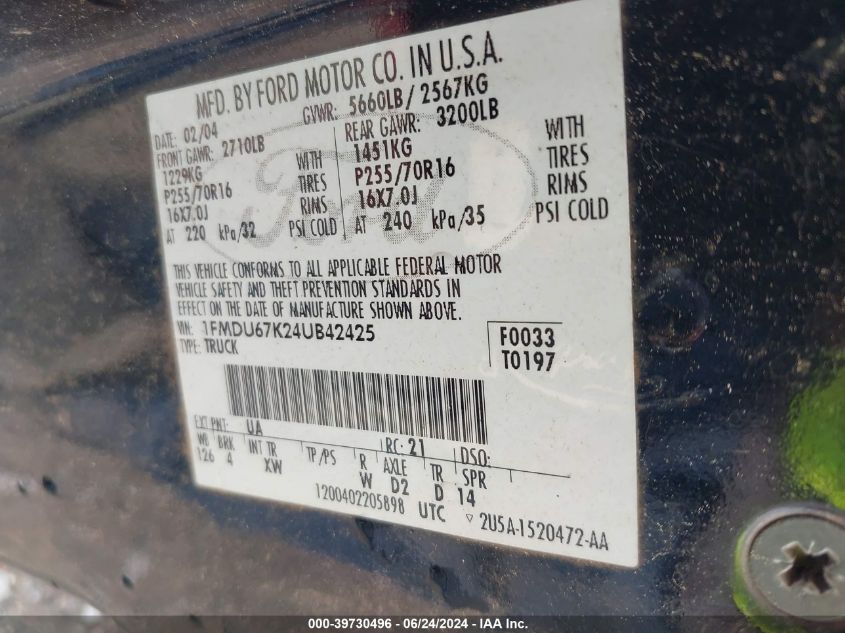 MFD. BY FORD MOTOR CO. IN U.S.A.
DATE: 02/04 GVWR: 5660LB/ 2567KG
FRONT GAWR: 2710LB REAR GAWR: 3200LB
1229KG WITH 1451KG WITH
P255/70R16 TIRES P255/70R16 TIRES
16X7.0J RIMS 16X7.0J RIMS
AT 220 kPa/32 PSI COLD AT 240 kPa/35 PSI COLD
Ford
THIS VEHICLE CONFORMS TO ALL APPLICABLE FEDERAL MOTOR
VEHICLE SAFETY AND THEFT PREVENTION STANDARDS IN
EFFECT ON THE DATE OF MANUFACTURE SHOWN ABOVE.
VIN: 1FMDU67K24UB42425
TYPE: TRUCK
F0033
T0197
EXT PNT: UA RC: 21 DSO:
WB BRK INT TR TP/PS R AXLE TR SPR
126 4 XW W D2 D 14
1200402205898 UTC ▽ 2U5A-1520472-AA
000-39730496 - 06/24/2024 - IAA Inc.